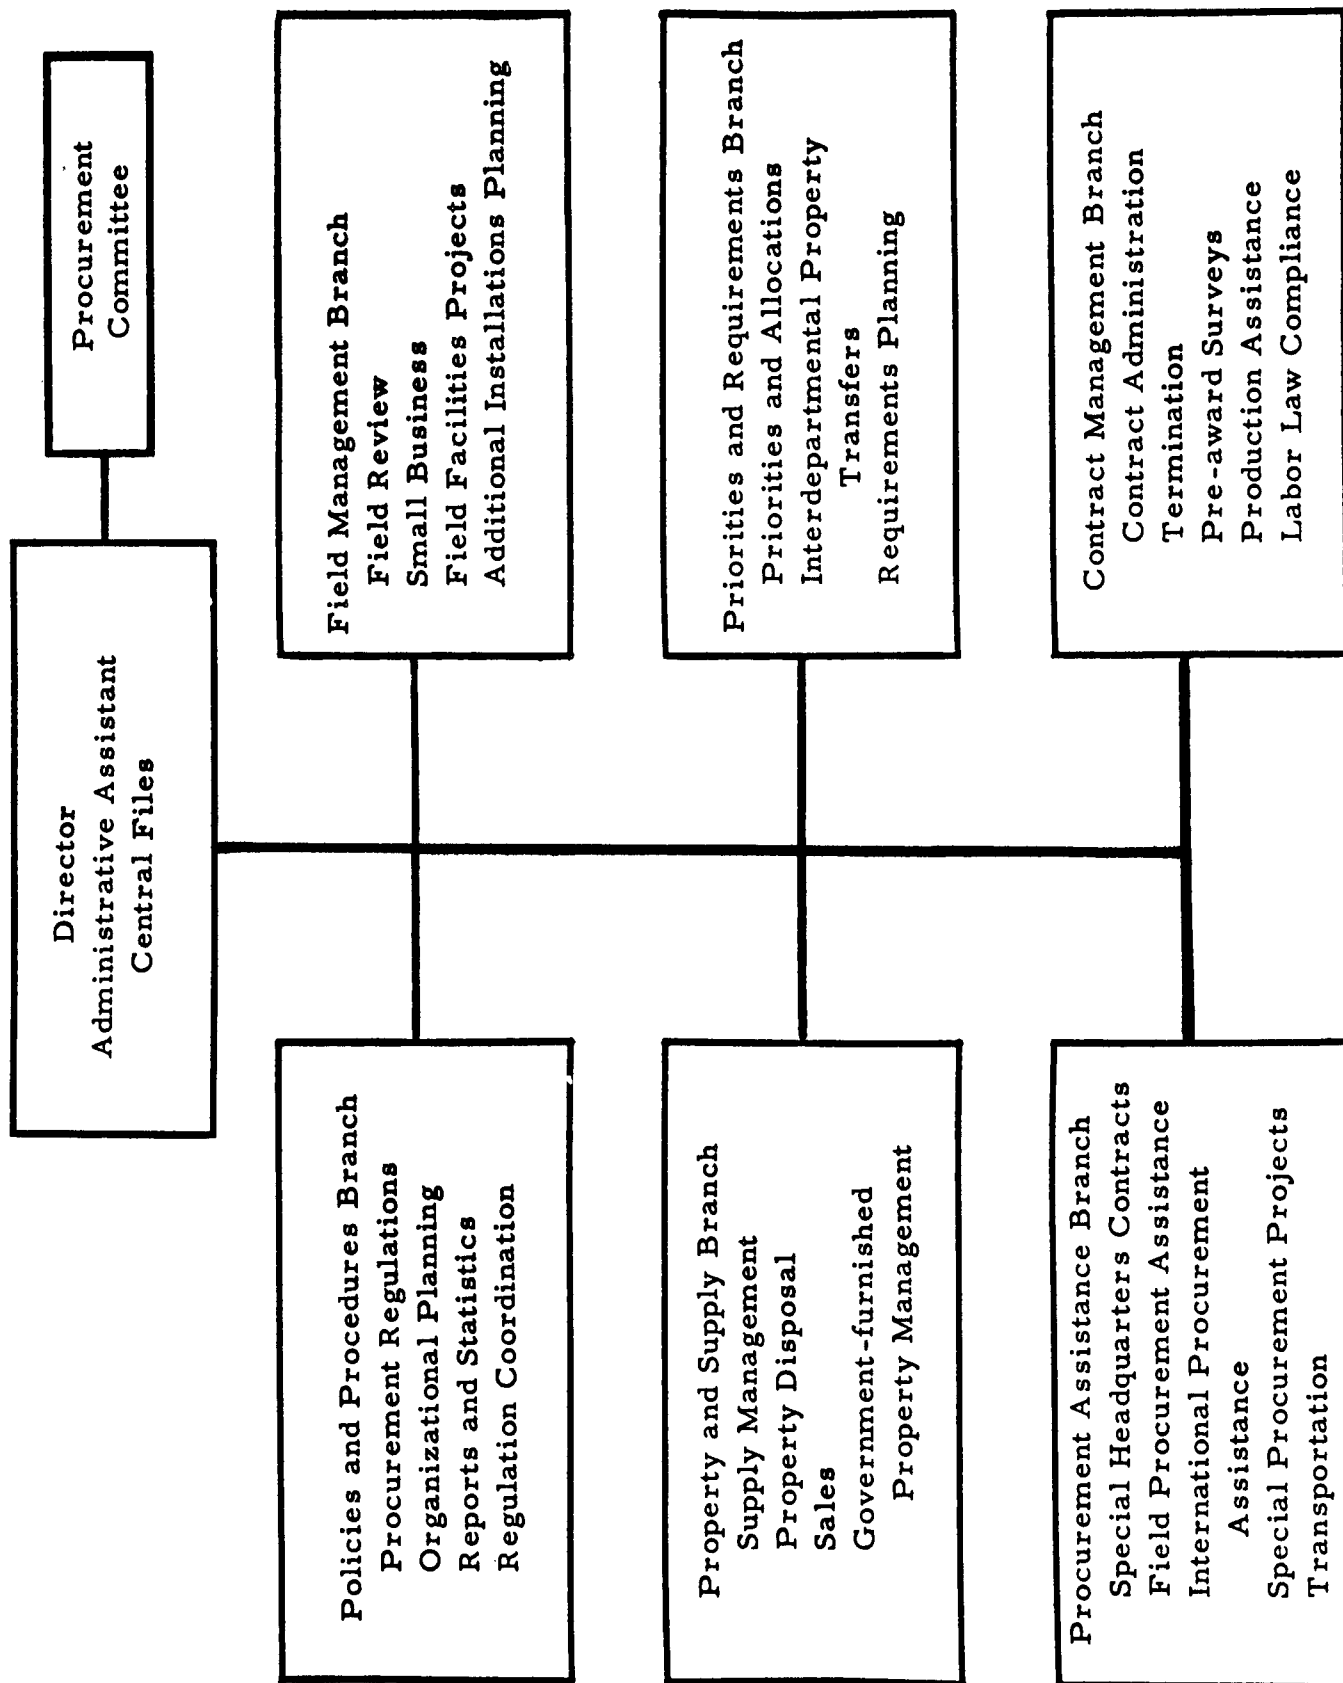 Director
Administrative Assistant
Central Files
Procurement
Committee
Policies and Procedures Branch
Procurement Regulations
Organizational Planning
Reports and Statistics
Regulation Coordination
Field Management Branch
Field Review
Small Business
Field Facilities Projects
Additional Installations Planning
Property and Supply Branch
Supply Management
Property Disposal
Sales
Government-furnished
Property Management
Priorities and Requirements Branch
Priorities and Allocations
Interdepartmental Property
Transfers
Requirements Planning
Procurement Assistance Branch
Special Headquarters Contracts
Field Procurement Assistance
International Procurement
Assistance
Special Procurement Projects
Transportation
Contract Management Branch
Contract Administration
Termination
Pre-award Surveys
Production Assistance
Labor Law Compliance